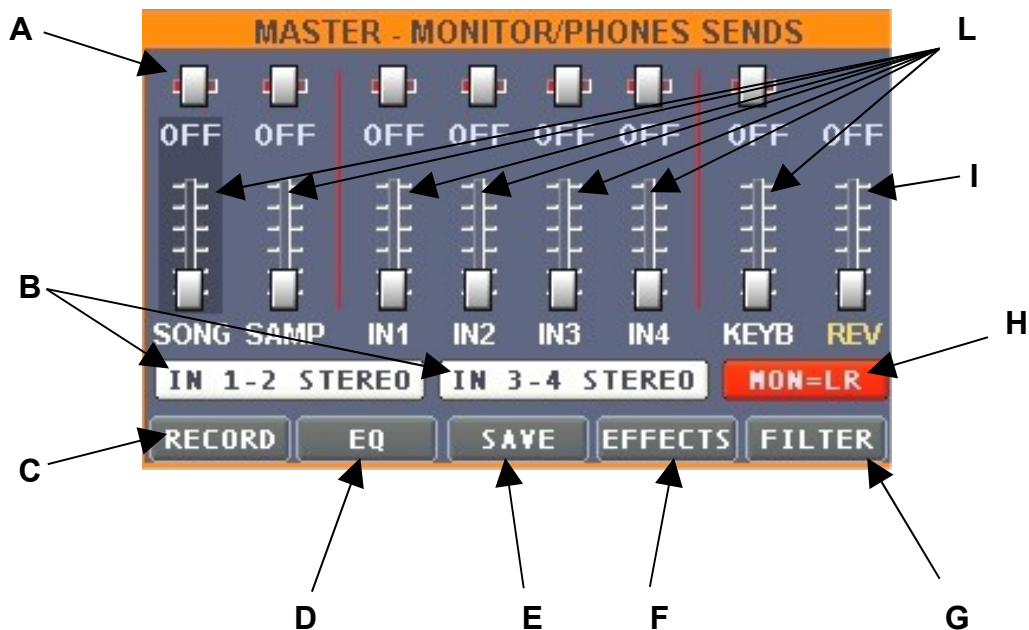 A
MASTER - MONITOR/PHONES SENDS
L
OFF OFF OFF OFF OFF OFF OFF OFF
I
B
SONG SAMP IN1 IN2 IN3 IN4 KEYB REV
H
IN 1-2 STEREO IN 3-4 STEREO MON=LR
RECORD EQ SAVE EFFECTS FILTER
C
D E F G